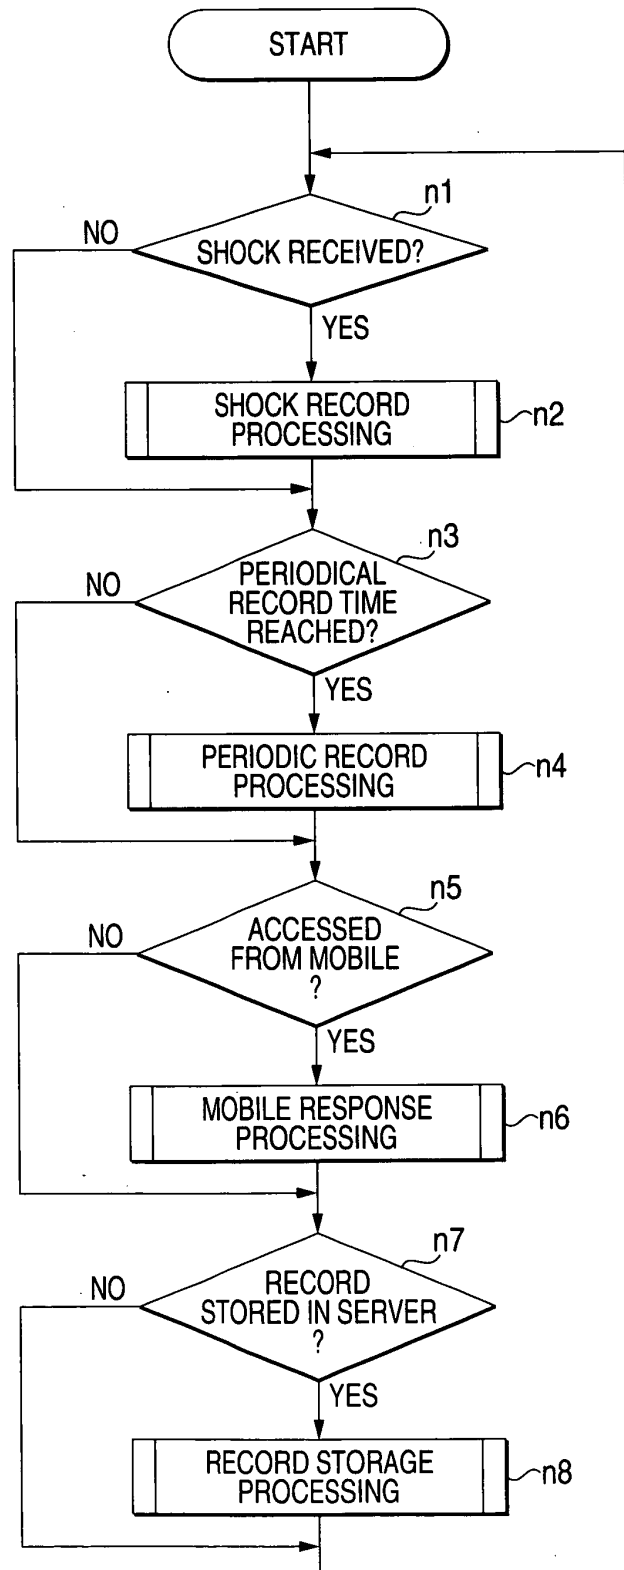 START
n1
NO
SHOCK RECEIVED?
YES
SHOCK RECORD
PROCESSING
n2
n3
NO
PERIODICAL
RECORD TIME
REACHED?
YES
PERIODIC RECORD
PROCESSING
n4
n5
NO
ACCESSED
FROM MOBILE
?
YES
MOBILE RESPONSE
PROCESSING
n6
n7
NO
RECORD
STORED IN SERVER
?
YES
RECORD STORAGE
PROCESSING
n8